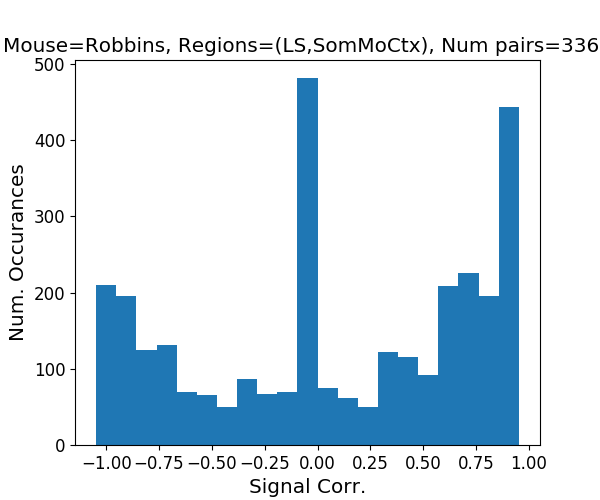 Mouse=Robbins, Regions=(LS,SomMoCtx), Num pairs=336
500
400
300
200
100
0
Num. Occurances
−1.00 −0.75 −0.50 −0.25 0.00 0.25 0.50 0.75 1.00
Signal Corr.